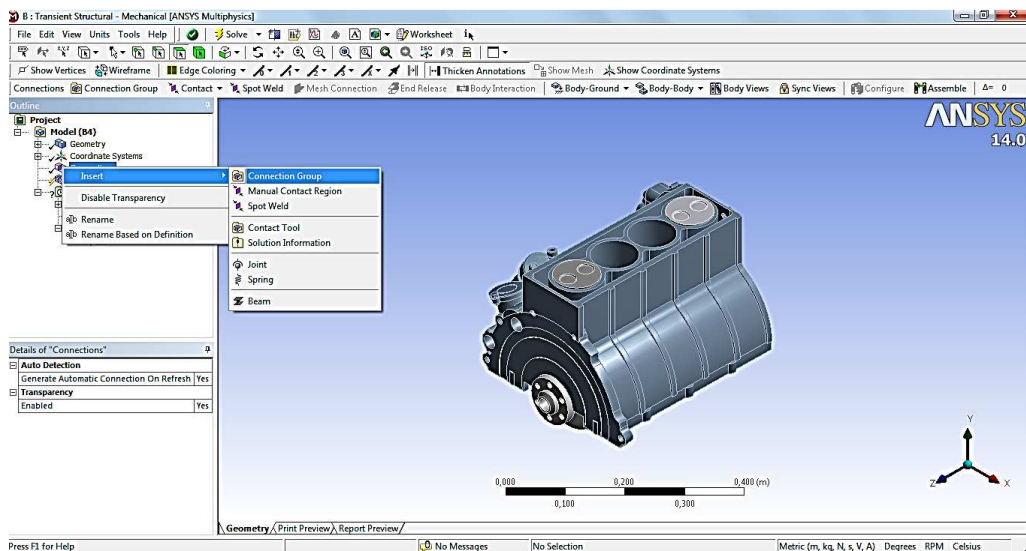 B : Transient Structural - Mechanical [ANSYS Multiphysics]
File Edit View Units Tools Help Solve Worksheet
Show Vertices Wireframe Edge Coloring Thicken Annotations Show Mesh Show Coordinate Systems
Connections Connection Group Contact Spot Weld Mesh Connection End Release Body Interaction Body-Ground Body-Body Body Views Sync Views Configure Assemble Δ= 0
Outline
Project
Model (B4)
Geometry
Coordinate Systems
Insert
Disable Transparency
Rename
Rename Based on Definition
Connection Group
Manual Contact Region
Spot Weld
Contact Tool
Solution Information
Joint
Spring
Beam
ANSYS
14.0
Details of "Connections"
Auto Detection
Generate Automatic Connection On Refresh Yes
Transparency
Enabled Yes
Y
Z X
0,000 0,200 0,400 (m)
0,100 0,300
Geometry Print Preview Report Preview
Press F1 for Help No Messages No Selection Metric (m, kg, N, s, V, A) Degrees RPM Celsius